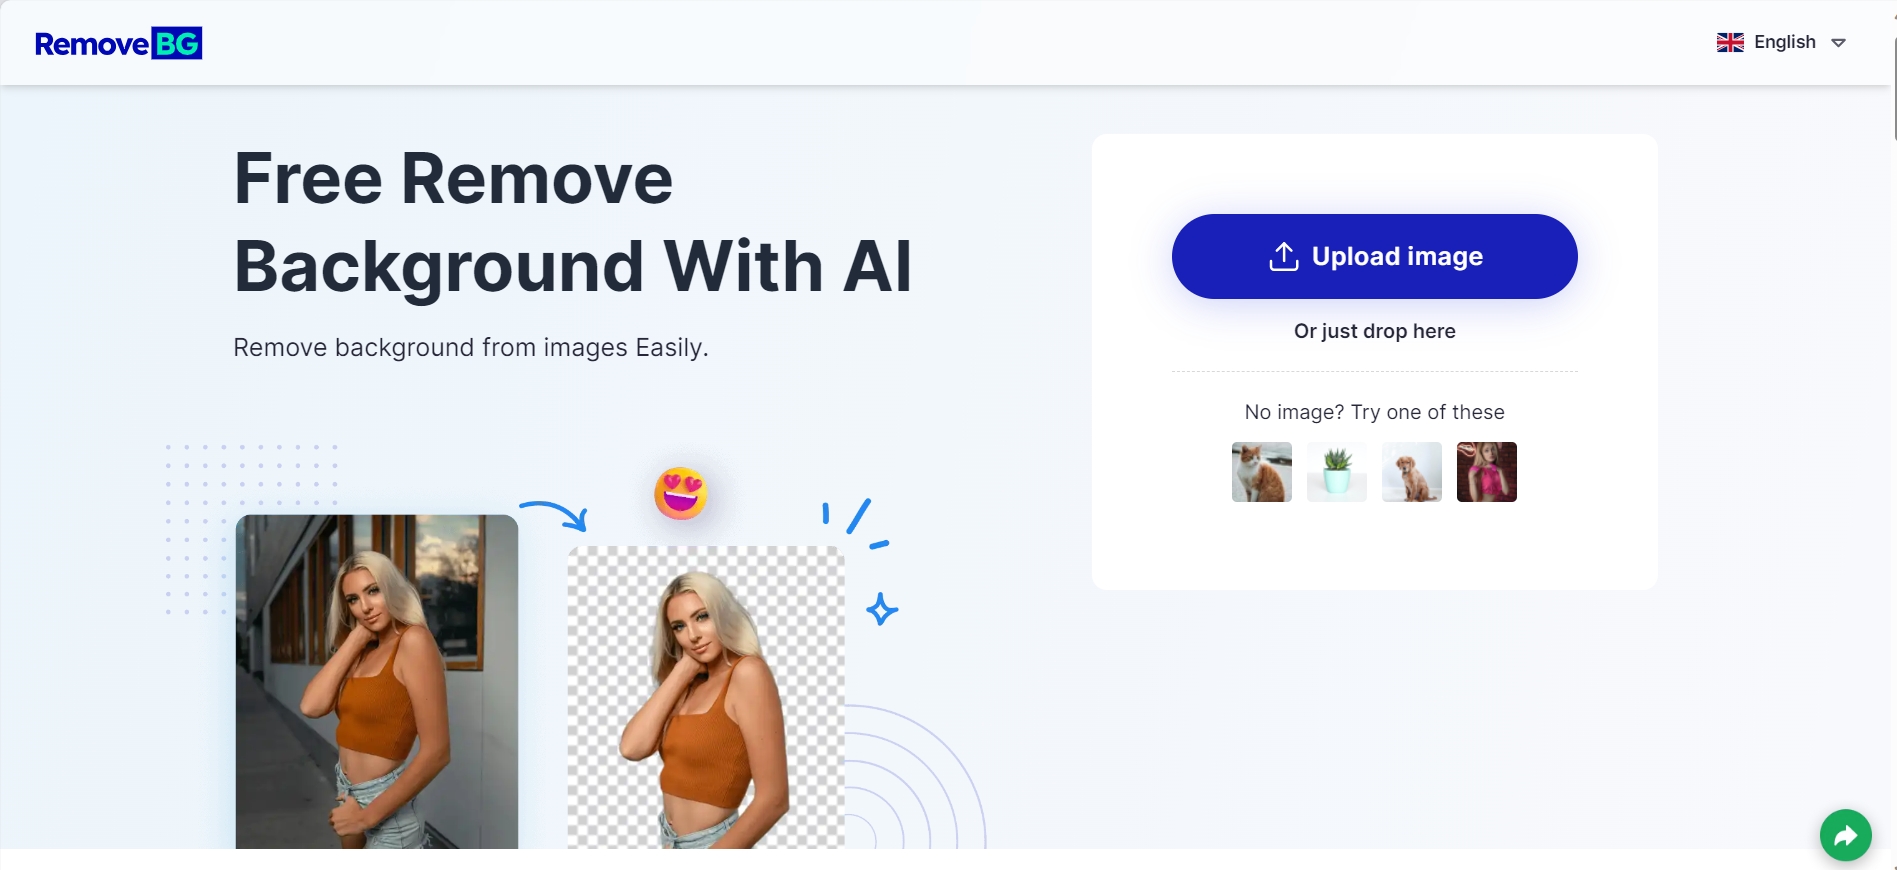 RemoveBG
English
Free Remove
Background With AI
Remove background from images Easily.
Upload image
Or just drop here
No image? Try one of these